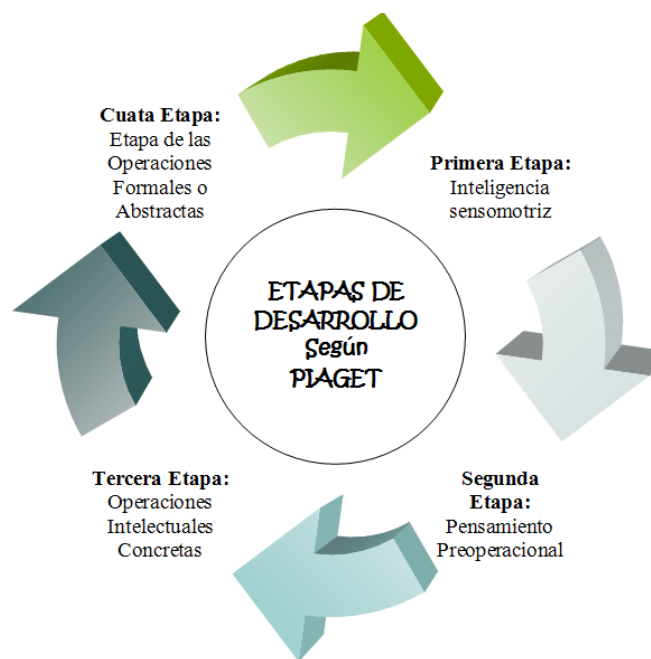 ETAPAS DE
DESARROLLO
Según
PIAGET
Primera Etapa:
Inteligencia
sensomotriz
Segunda
Etapa:
Pensamiento
Preoperacional
Tercera Etapa:
Operaciones
Intelectuales
Concretas
Cuata Etapa:
Etapa de las
Operaciones
Formales o
Abstractas